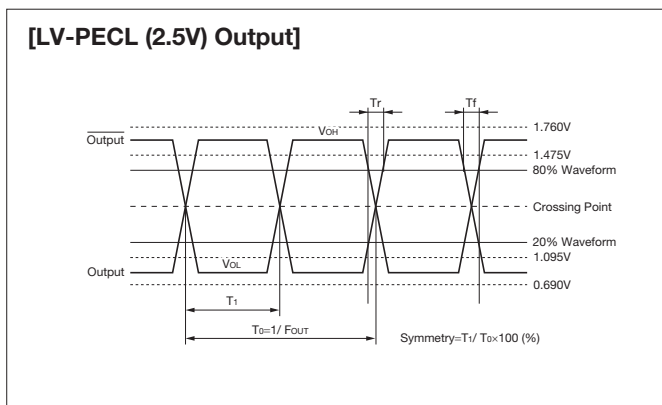 [LV-PECL (2.5V) Output]
Tr
Tf
VOH
1.760V
Output
1.475V
80% Waveform
Crossing Point
20% Waveform
VOL
1.095V
Output
0.690V
T1
T0=1/ FOUT
Symmetry=T1/ T0×100 (%)